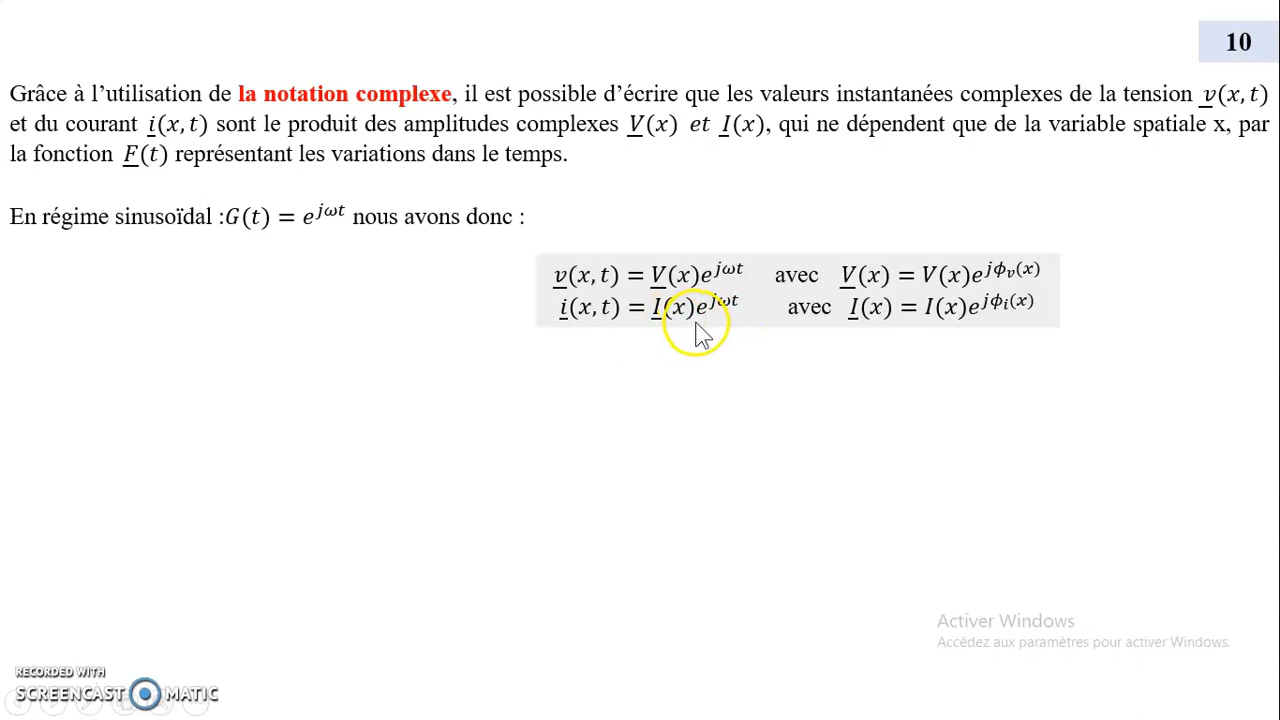 10
Grâce à l’utilisation de la notation complexe, il est possible d’écrire que les valeurs instantanées complexes de la tension v̲(x, t)
et du courant i̲(x, t) sont le produit des amplitudes complexes V̲(x) et I̲(x), qui ne dépendent que de la variable spatiale x, par
la fonction F̲(t) représentant les variations dans le temps.
En régime sinusoïdal :G(t) = e^{jωt} nous avons donc :
v̲(x, t) = V̲(x)e^{jωt} avec V̲(x) = V(x)e^{jϕ_v(x)}
i̲(x, t) = I̲(x)e^{jωt} avec I̲(x) = I(x)e^{jϕ_i(x)}
Activer Windows
Accédez aux paramètres pour activer Windows.
RECORDED WITH
SCREENCAST MATIC